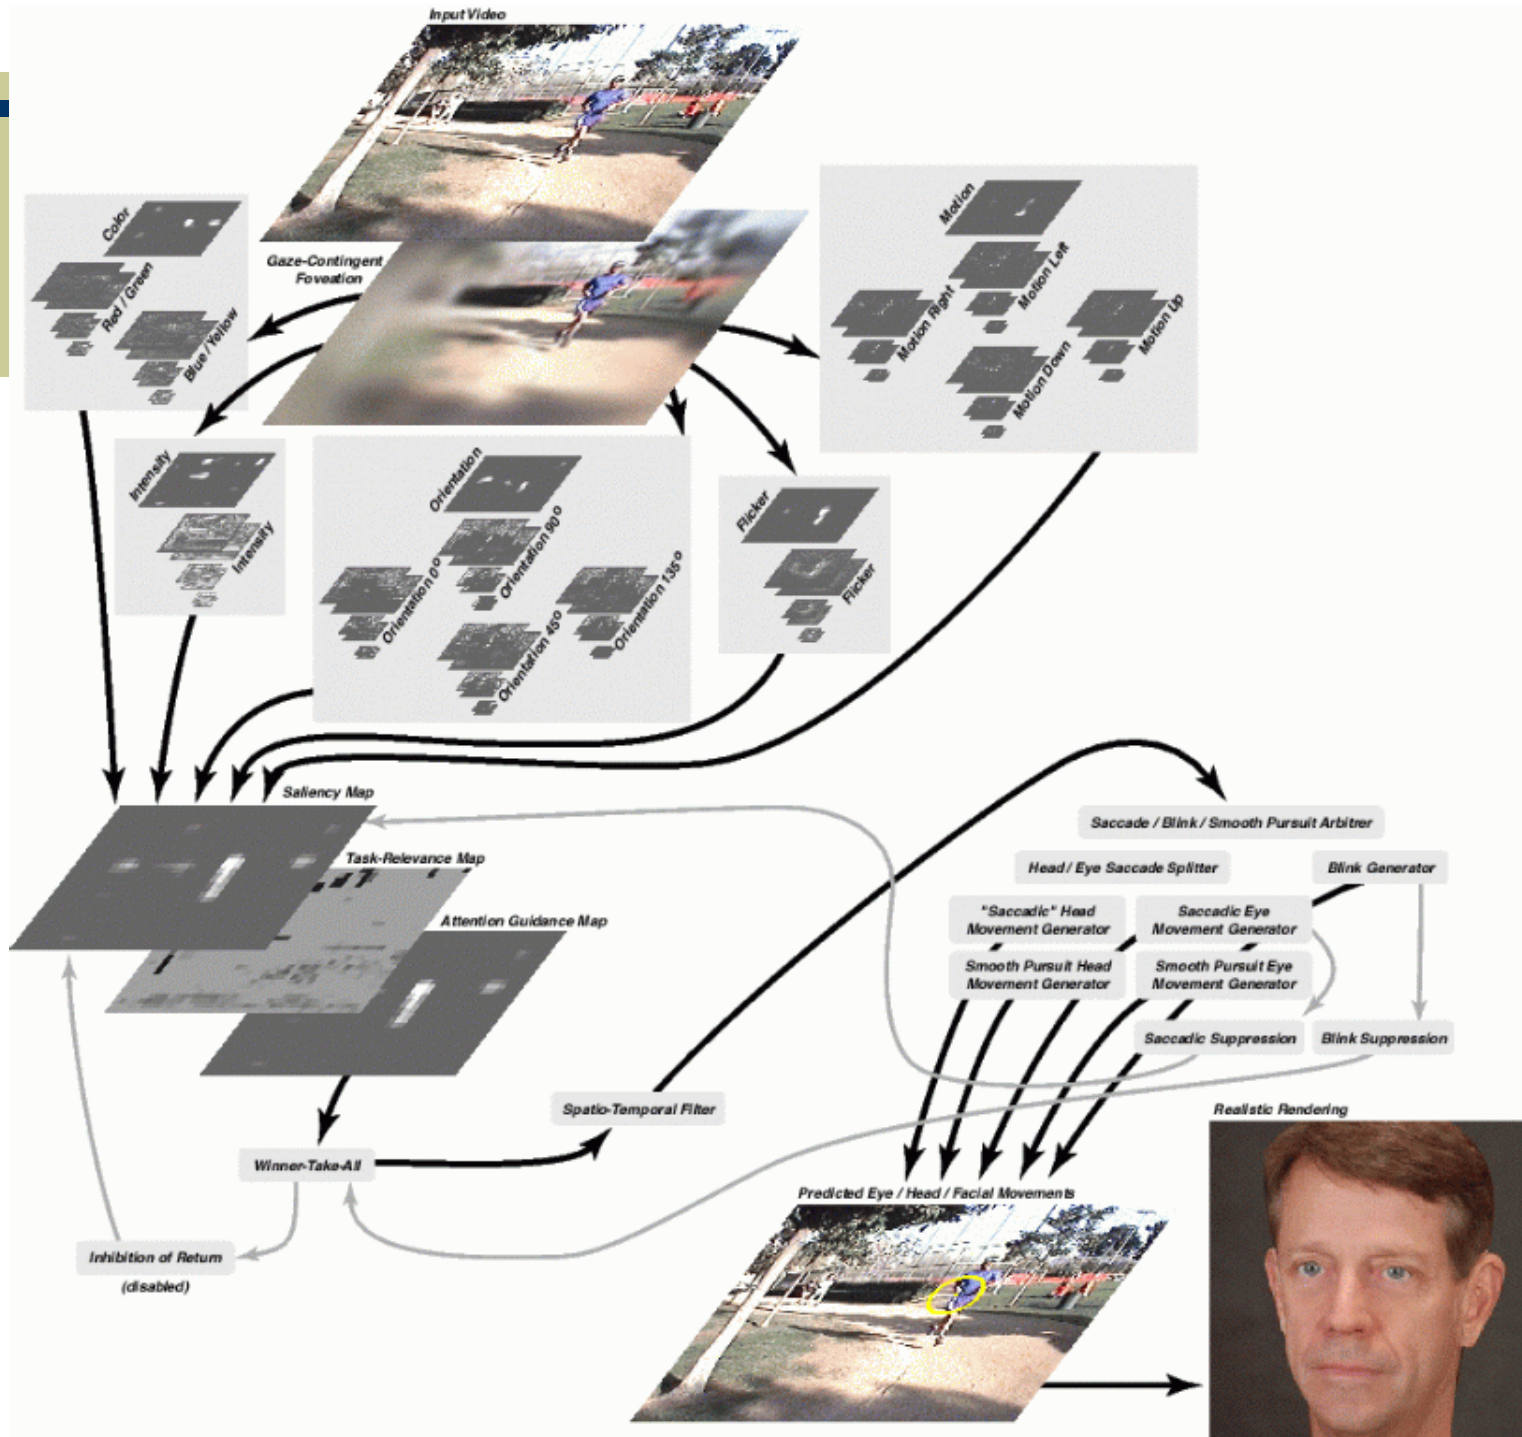 Input Video
Gaze-Contingent
Foveation
Color
Red / Green
Blue / Yellow
Motion
Motion Left
Motion Right
Motion Up
Motion Down
Intensity
Intensity
Orientation
Orientation 90°
Orientation 0°
Orientation 135°
Orientation 45°
Flicker
Flicker
Saliency Map
Task-Relevance Map
Attention Guidance Map
Saccade / Blink / Smooth Pursuit Arbitrer
Head / Eye Saccade Splitter
Blink Generator
"Saccadic" Head
Movement Generator
Saccadic Eye
Movement Generator
Smooth Pursuit Head
Movement Generator
Smooth Pursuit Eye
Movement Generator
Saccadic Suppression
Blink Suppression
Spatio-Temporal Filter
Winner-Take-All
Inhibition of Return
(disabled)
Predicted Eye / Head / Facial Movements
Realistic Rendering